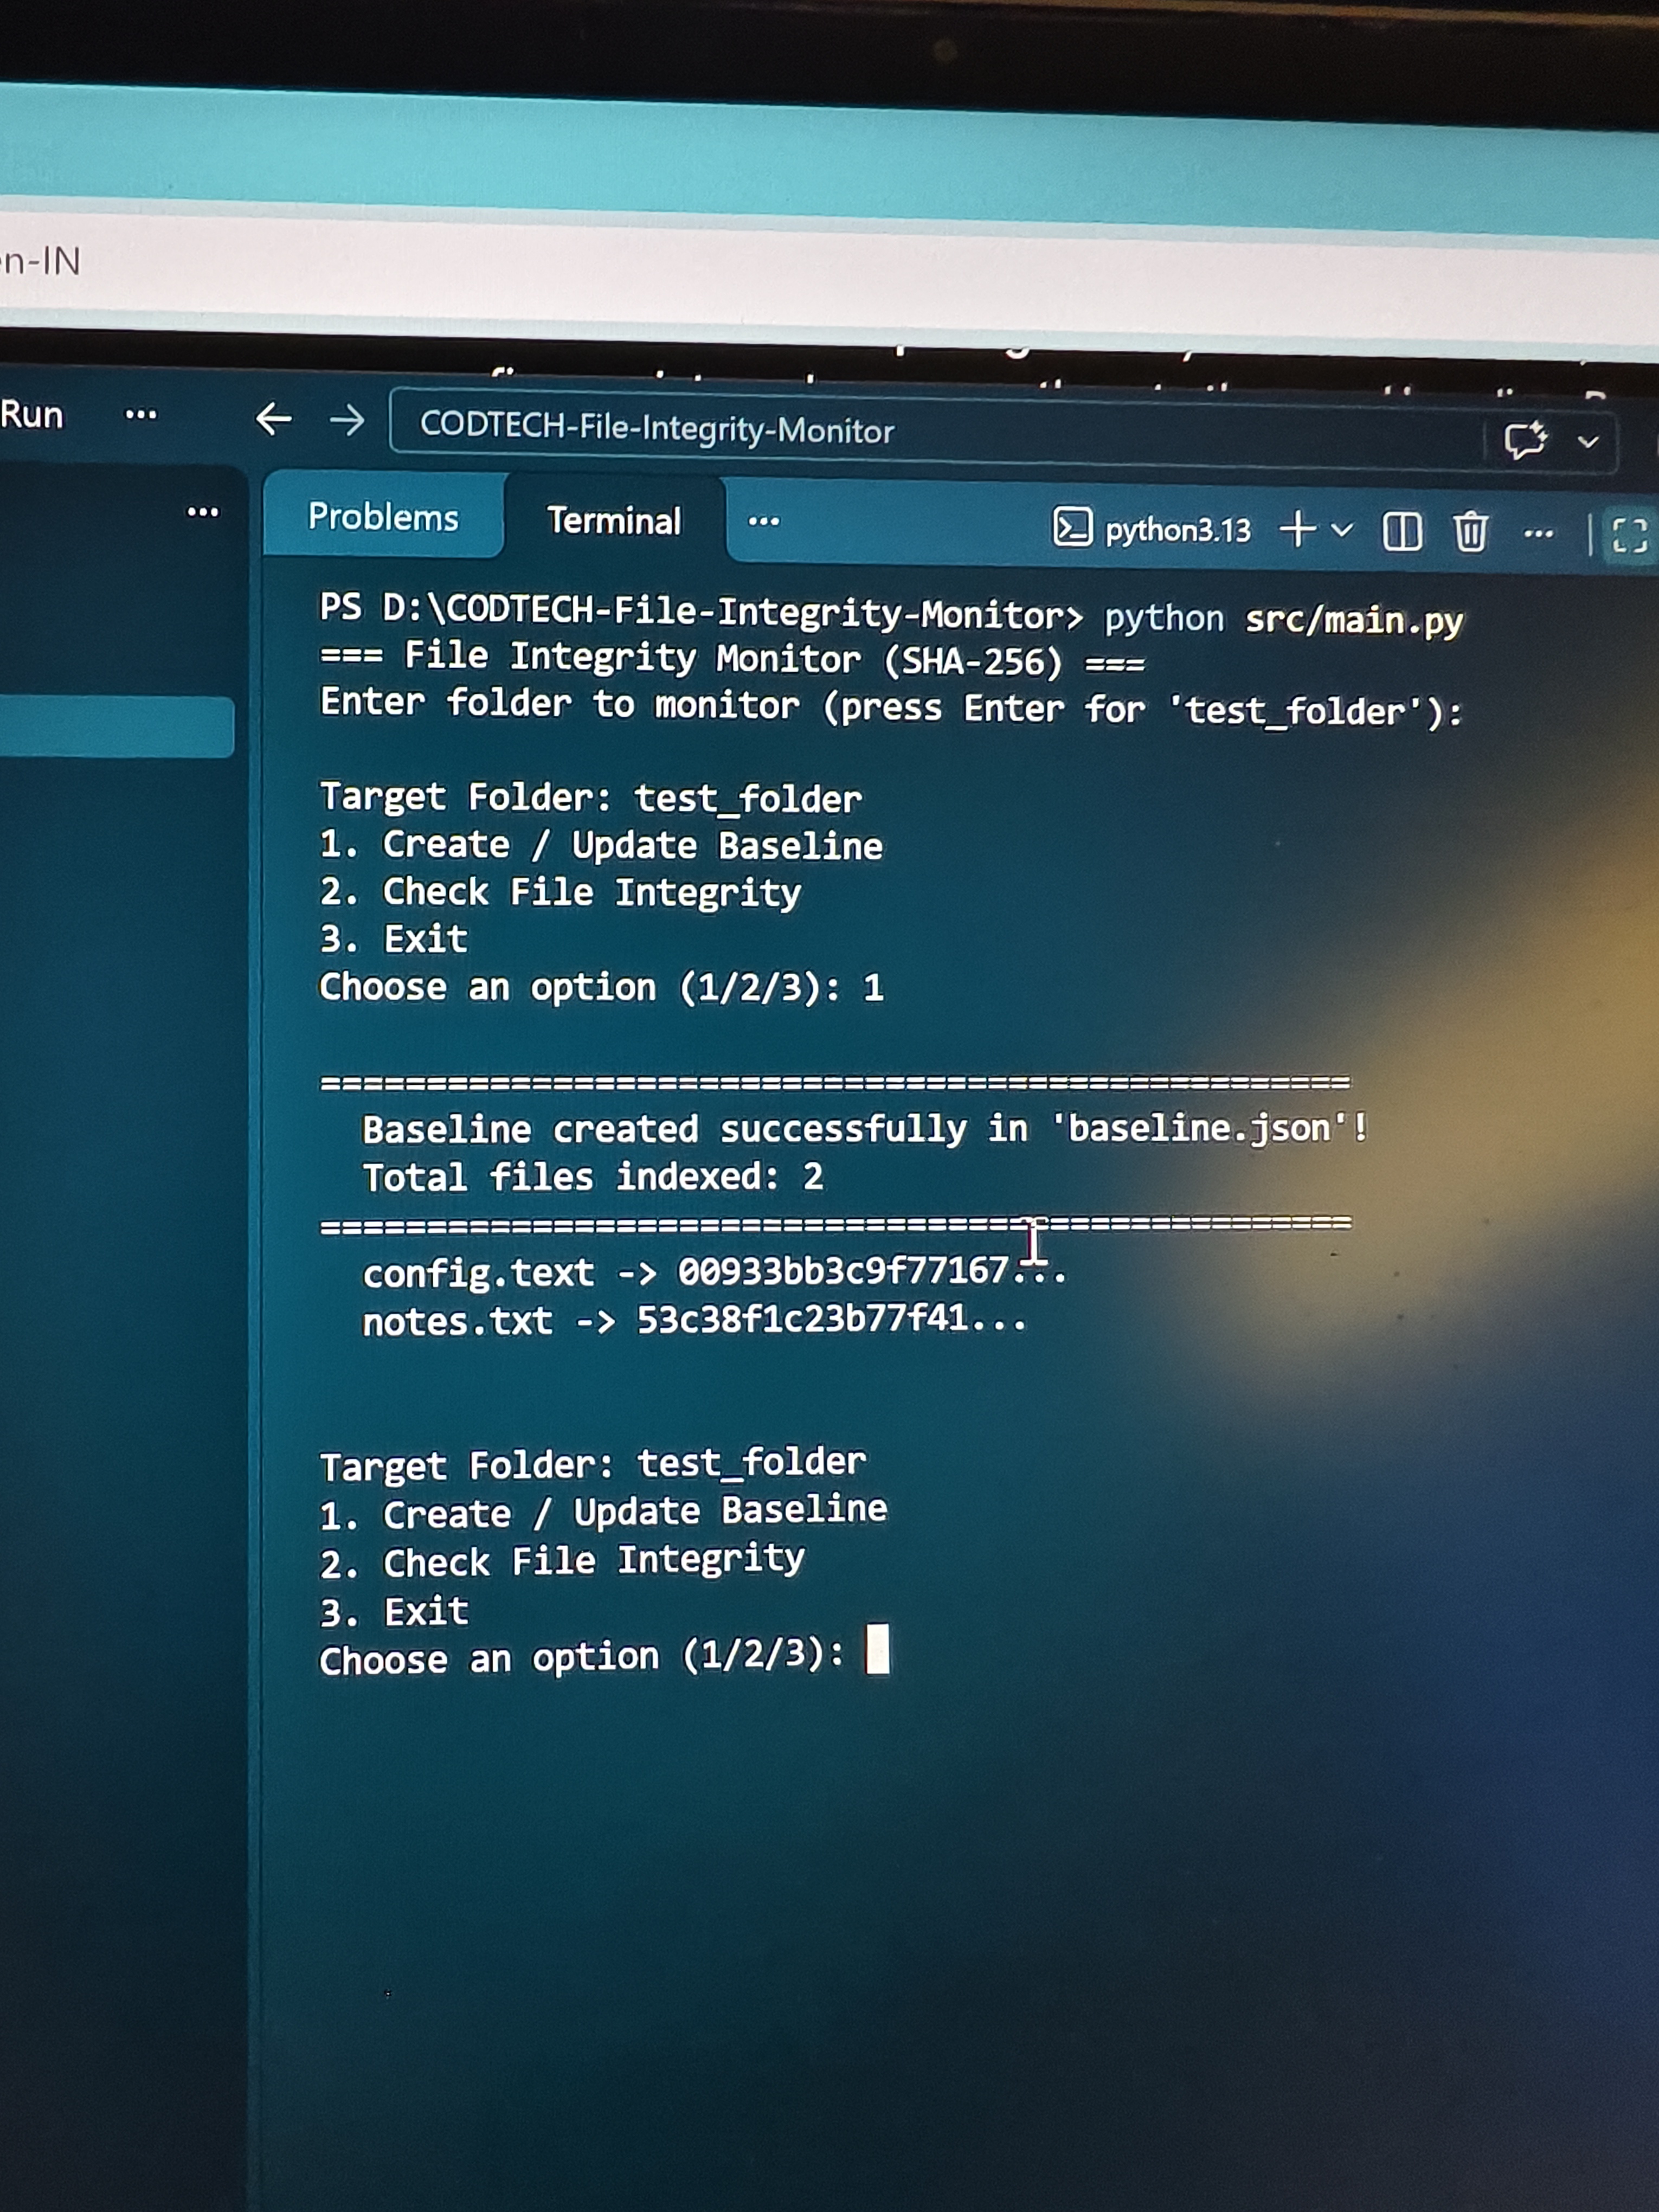 n-IN
Run
CODTECH-File-Integrity-Monitor
Problems Terminal python3.13
PS D:\CODTECH-File-Integrity-Monitor> python src/main.py
=== File Integrity Monitor (SHA-256) ===
Enter folder to monitor (press Enter for 'test_folder'):
Target Folder: test_folder
1. Create / Update Baseline
2. Check File Integrity
3. Exit
Choose an option (1/2/3): 1
=================================================
Baseline created successfully in 'baseline.json'!
Total files indexed: 2
=================================================
config.text -> 00933bb3c9f77167...
notes.txt -> 53c38f1c23b77f41...
Target Folder: test_folder
1. Create / Update Baseline
2. Check File Integrity
3. Exit
Choose an option (1/2/3):